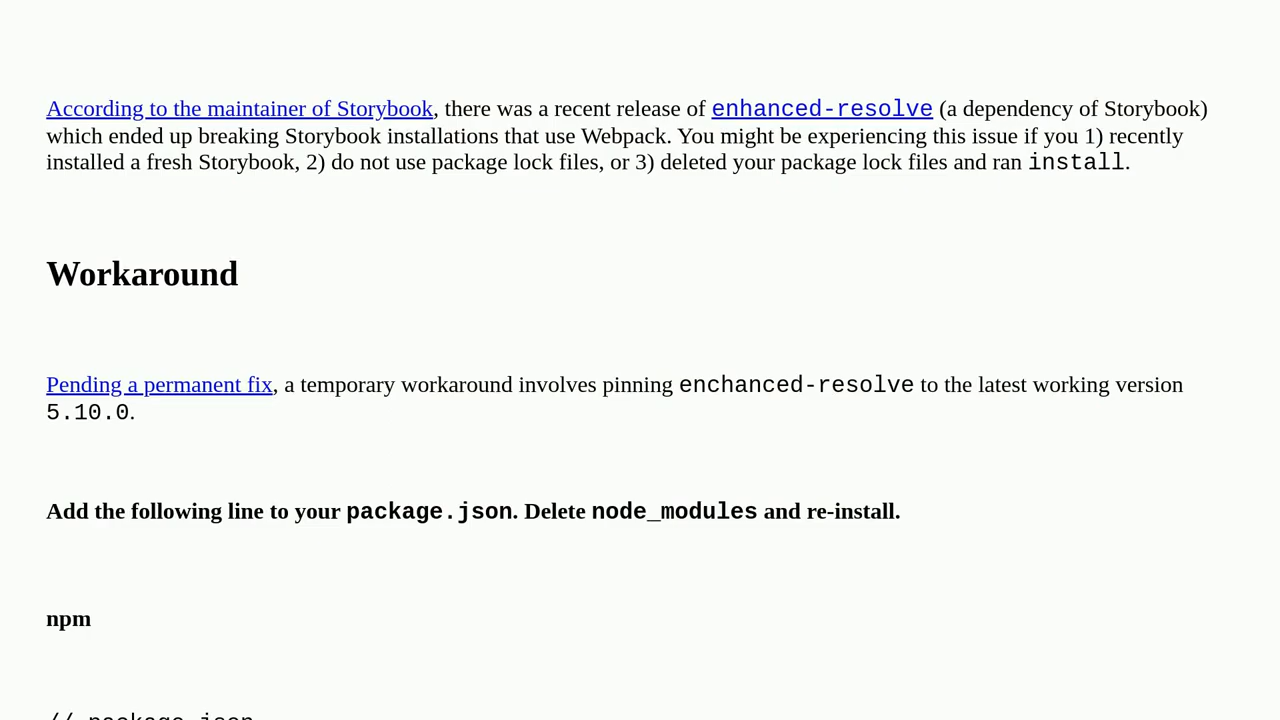 According to the maintainer of Storybook, there was a recent release of enhanced-resolve (a dependency of Storybook)
which ended up breaking Storybook installations that use Webpack. You might be experiencing this issue if you 1) recently
installed a fresh Storybook, 2) do not use package lock files, or 3) deleted your package lock files and ran install.
Workaround
Pending a permanent fix, a temporary workaround involves pinning enchanced-resolve to the latest working version
5.10.0.
Add the following line to your package.json. Delete node_modules and re-install.
npm
// package.json